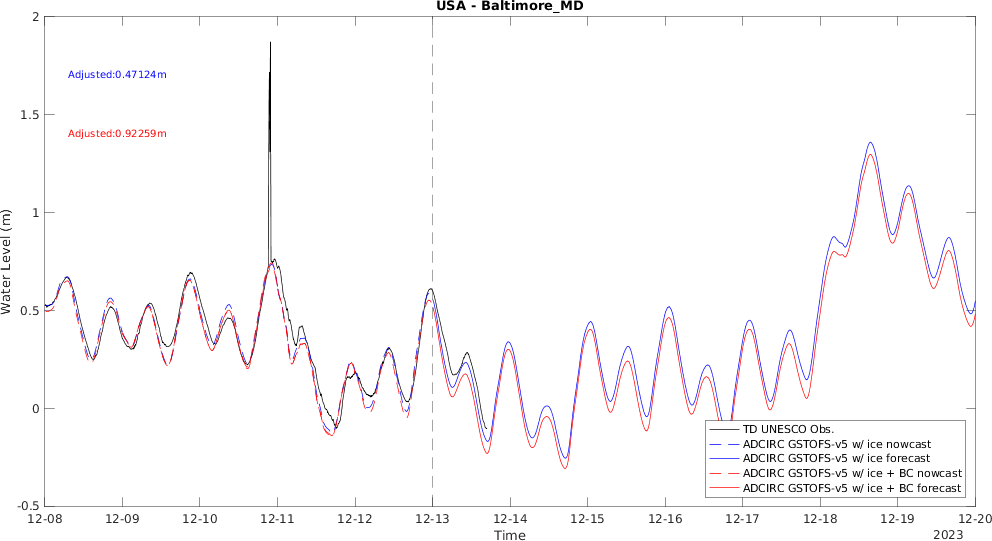 USA - Baltimore_MD
2
1.5
1
0.5
0
-0.5
Water Level (m)
Adjusted:0.47124m
Adjusted:0.92259m
TD UNESCO Obs.
ADCIRC GSTOFS-v5 w/ ice nowcast
ADCIRC GSTOFS-v5 w/ ice forecast
ADCIRC GSTOFS-v5 w/ ice + BC nowcast
ADCIRC GSTOFS-v5 w/ ice + BC forecast
12-08 12-09 12-10 12-11 12-12 12-13 12-14 12-15 12-16 12-17 12-18 12-19 12-20
Time
2023